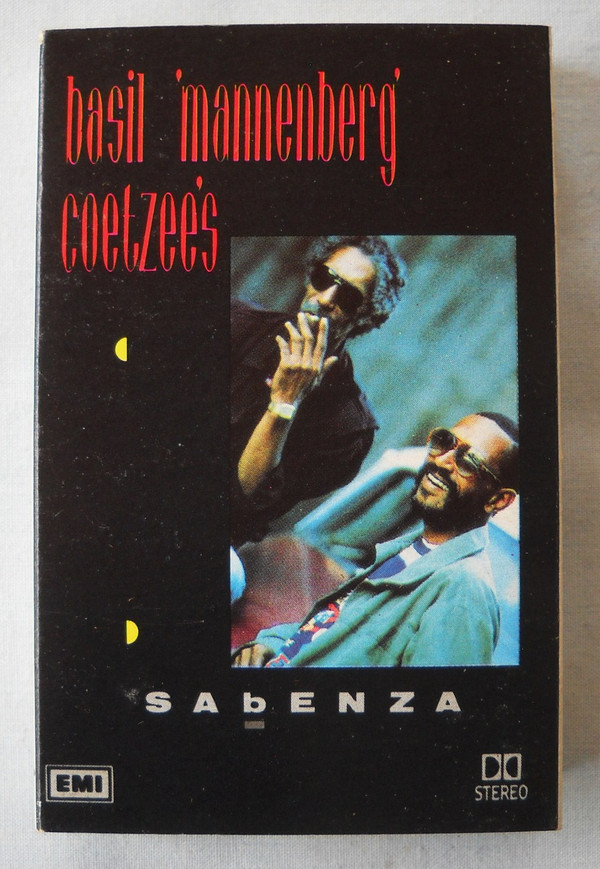 basil 'mannenberg'
coetzee's
SAbENZA
EMI
STEREO